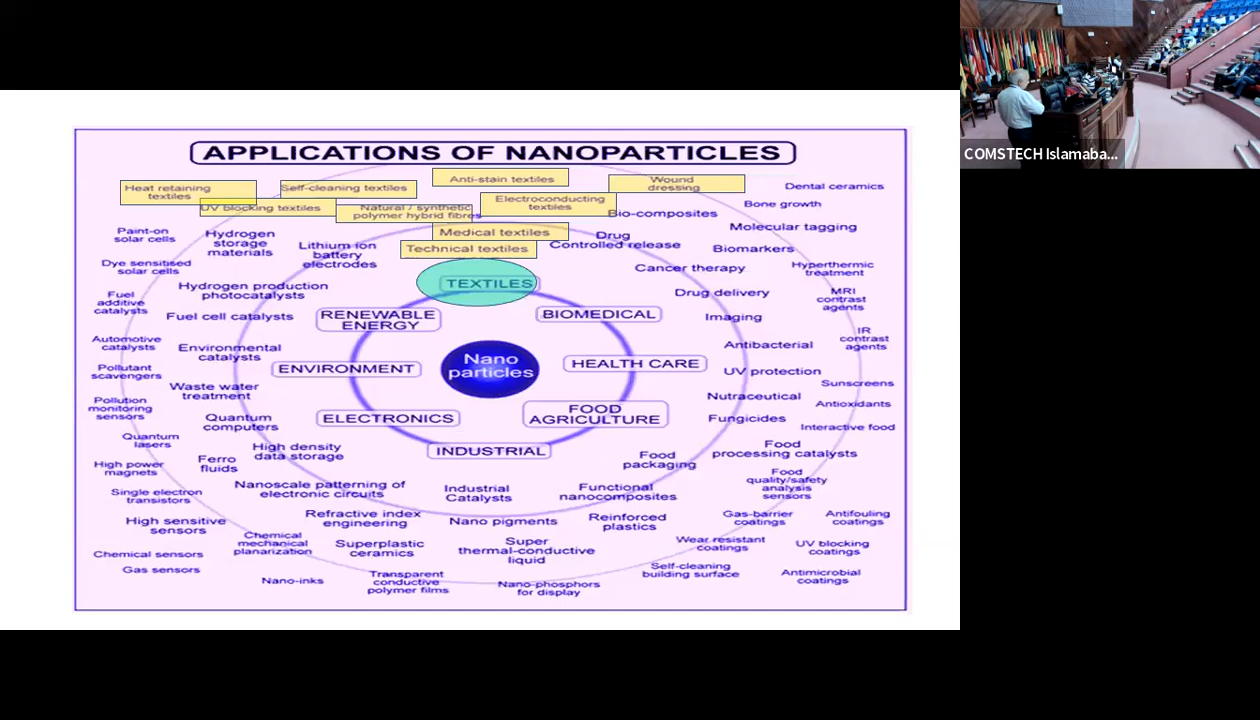 APPLICATIONS OF NANOPARTICLES
Heat retaining
textiles
Self-cleaning textiles
Anti-stain textiles
Wound
dressing
Dental ceramics
UV blocking textiles
Natural / synthetic
polymer hybrid fibres
Electroconducting
textiles
Bio-composites
Bone growth
Paint-on
solar cells
Hydrogen
storage
materials
Lithium ion
battery
electrodes
Medical textiles
Technical textiles
Drug
Controlled release
Molecular tagging
Biomarkers
Dye sensitised
solar cells
TEXTILES
Cancer therapy
Hyperthermic
treatment
Fuel
additive
catalysts
Hydrogen production
photocatalysts
Drug delivery
MRI
contrast
agents
Fuel cell catalysts
RENEWABLE
ENERGY
BIOMEDICAL
Imaging
IR
contrast
agents
Automotive
catalysts
Environmental
catalysts
Antibacterial
Pollutant
scavengers
ENVIRONMENT
Nano
particles
HEALTH CARE
UV protection
Sunscreens
Waste water
treatment
Nutraceutical
Antioxidants
Pollution
monitoring
sensors
Quantum
computers
ELECTRONICS
FOOD
AGRICULTURE
Fungicides
Interactive food
Quantum
lasers
High density
data storage
INDUSTRIAL
Food
processing catalysts
High power
magnets
Ferro
fluids
Food
packaging
Food
quality/safety
analysis
sensors
Single electron
transistors
Nanoscale patterning of
electronic circuits
Industrial
Catalysts
Functional
nanocomposites
High sensitive
sensors
Refractive index
engineering
Nano pigments
Reinforced
plastics
Gas-barrier
coatings
Antifouling
coatings
Chemical sensors
Chemical
mechanical
planarization
Superplastic
ceramics
Super
thermal-conductive
liquid
Wear resistant
coatings
UV blocking
coatings
Gas sensors
Nano-inks
Transparent
conductive
polymer films
Nano-phosphors
for display
Self-cleaning
building surface
Antimicrobial
coatings
COMSTECH Islamaba...